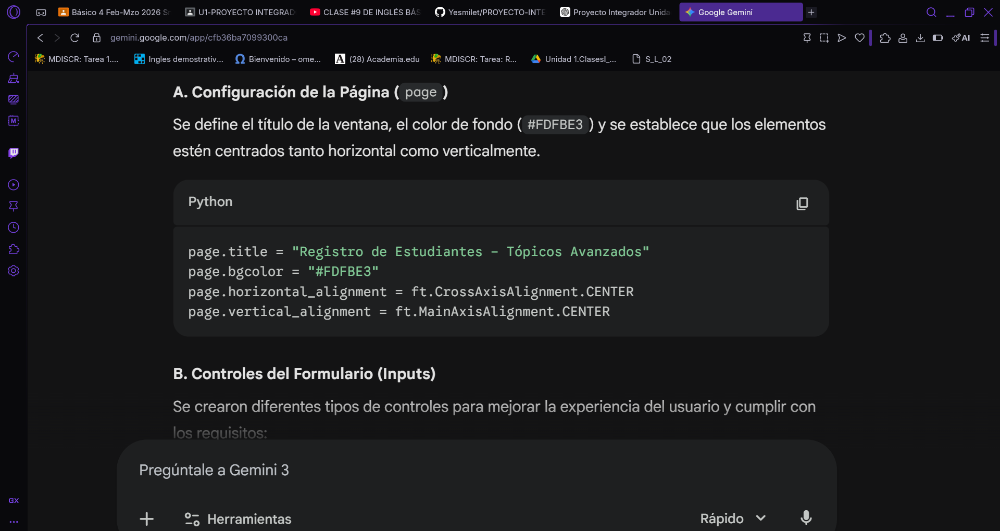 Básico 4 Feb-Mzo 2026 Sr
U1-PROYECTO INTEGRAD
CLASE #9 DE INGLÉS BÁS
Yesmilet/PROYECTO-INTE
Proyecto Integrador Unida
Google Gemini
gemini.google.com/app/cfb36ba7099300ca
AI
MDISCR: Tarea 1....
Ingles demostrativ...
Bienvenido – ome...
A
(28) Academia.edu
MDISCR: Tarea: R...
Unidad 1.ClasesI_...
S_L_02
M
A. Configuración de la Página ( page )
Se define el título de la ventana, el color de fondo ( #FDFBE3 ) y se establece que los elementos
estén centrados tanto horizontal como verticalmente.
Python
page.title = "Registro de Estudiantes - Tópicos Avanzados"
page.bgcolor = "#FDFBE3"
page.horizontal_alignment = ft.CrossAxisAlignment.CENTER
page.vertical_alignment = ft.MainAxisAlignment.CENTER
B. Controles del Formulario (Inputs)
Se crearon diferentes tipos de controles para mejorar la experiencia del usuario y cumplir con
los requisitos:
Pregúntale a Gemini 3
GX
Herramientas
Rápido